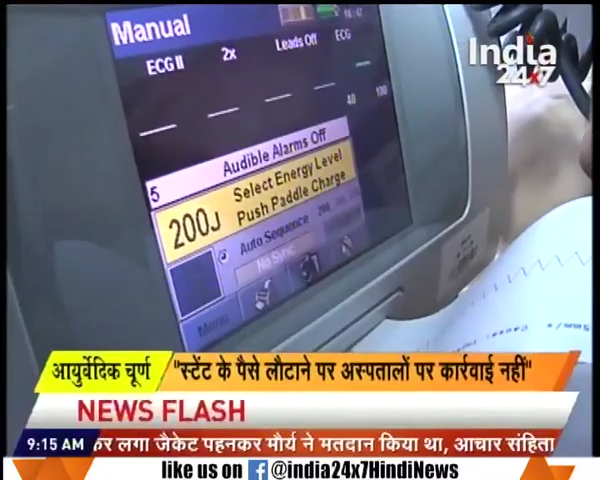 Manual
ECG II 2x Leads Off ECG
India
24x7
Audible Alarms Off
5
Select Energy Level
200J
Push Paddle Charge
Auto Sequence 200
No Sync
Menu
आयुर्वेदिक चूर्ण
"स्टेंट के पैसे लौटाने पर अस्पतालों पर कार्रवाई नहीं"
NEWS FLASH
9:15 AM
कर लगा जैकेट पहनकर मौर्य ने मतदान किया था, आचार संहिता
like us on f @india24x7HindiNews